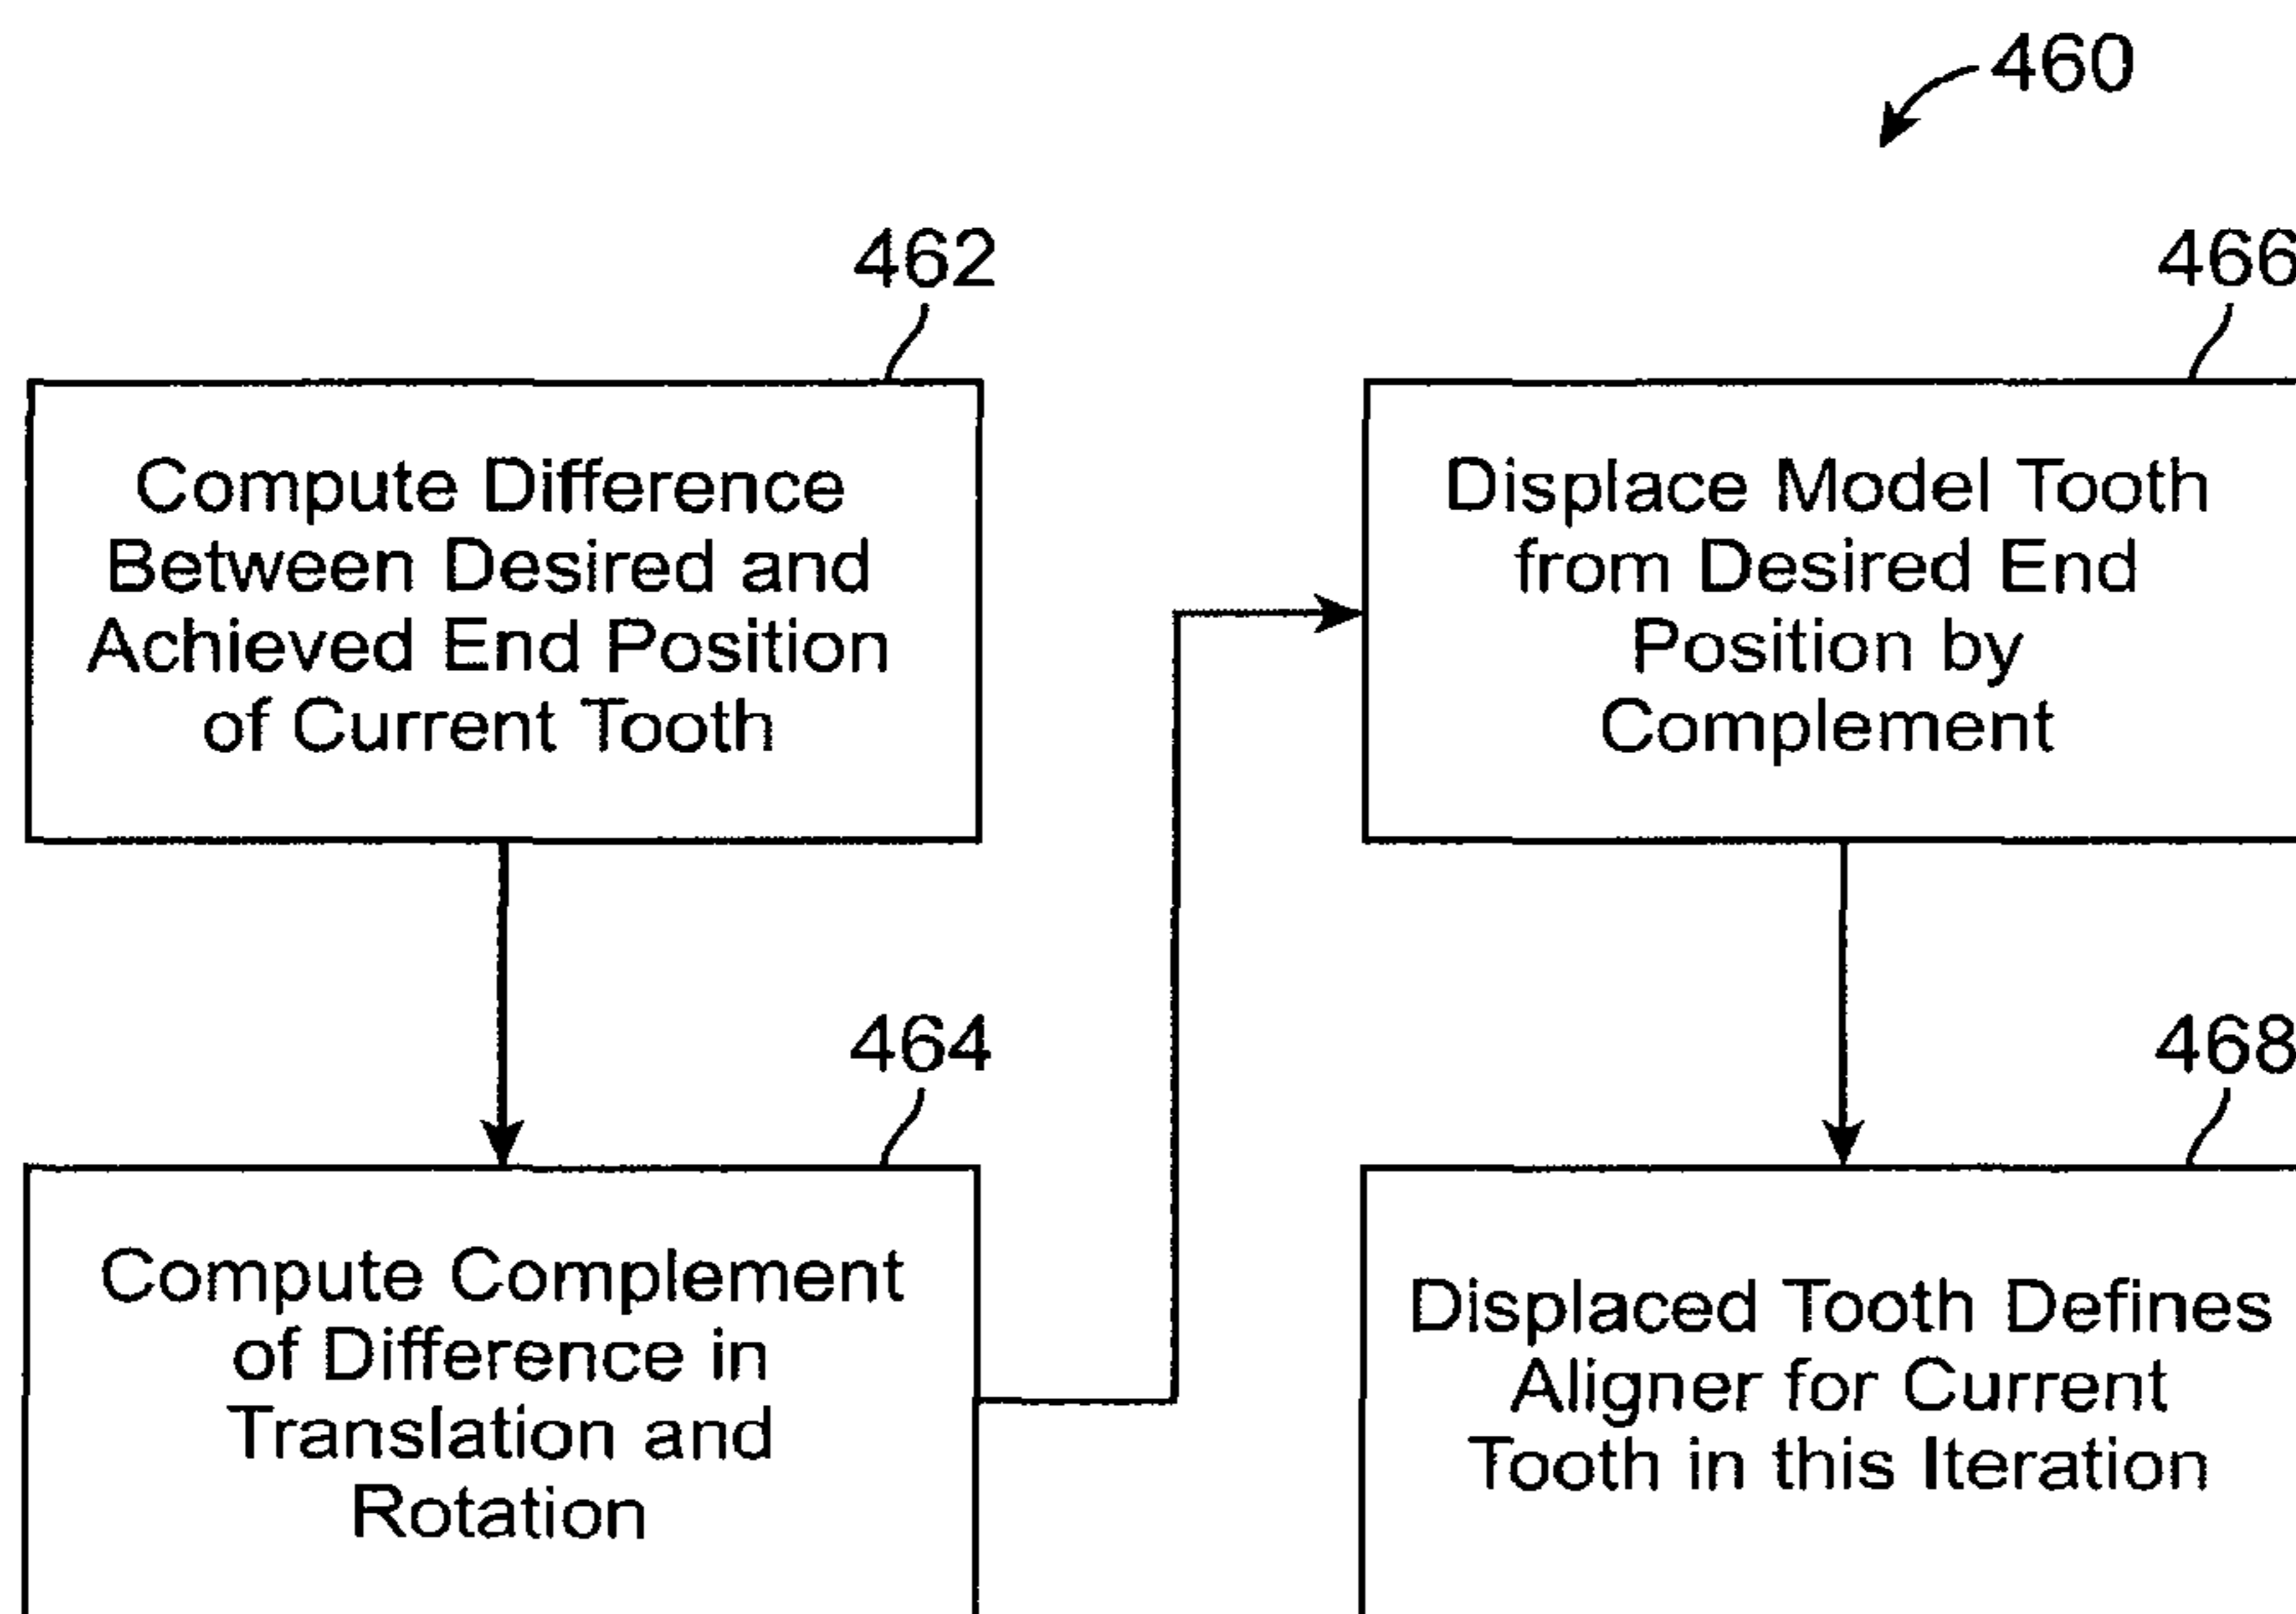 460
462
Compute Difference
Between Desired and
Achieved End Position
of Current Tooth
464
Compute Complement
of Difference in
Translation and
Rotation
466
Displace Model Tooth
from Desired End
Position by
Complement
468
Displaced Tooth Defines
Aligner for Current
Tooth in this Iteration